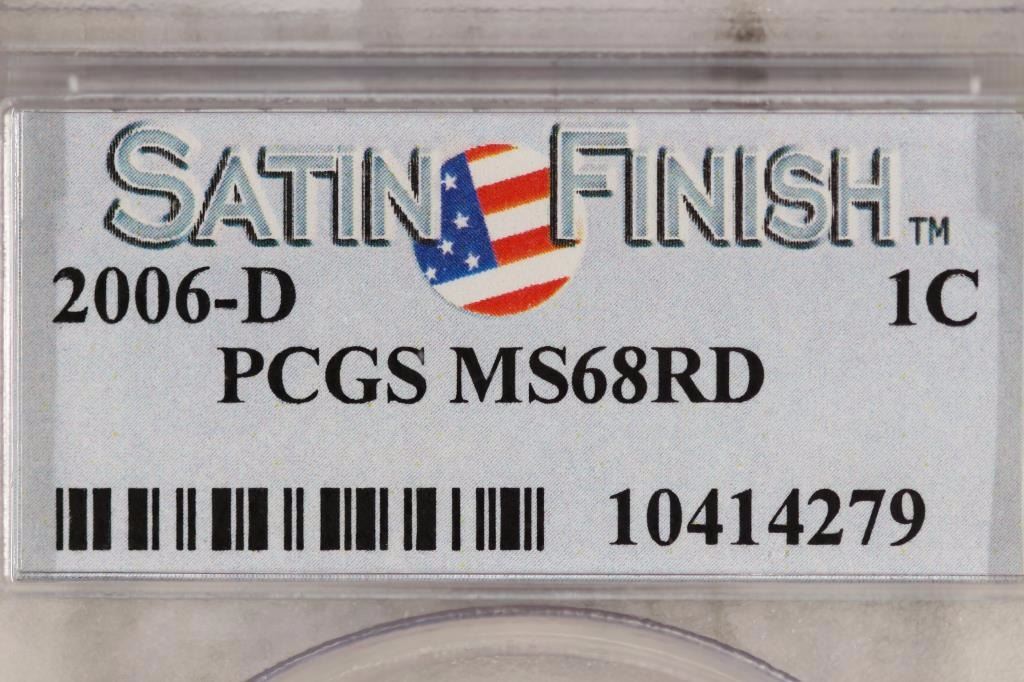 SATIN FINISH™
2006-D 1C
PCGS MS68RD
10414279